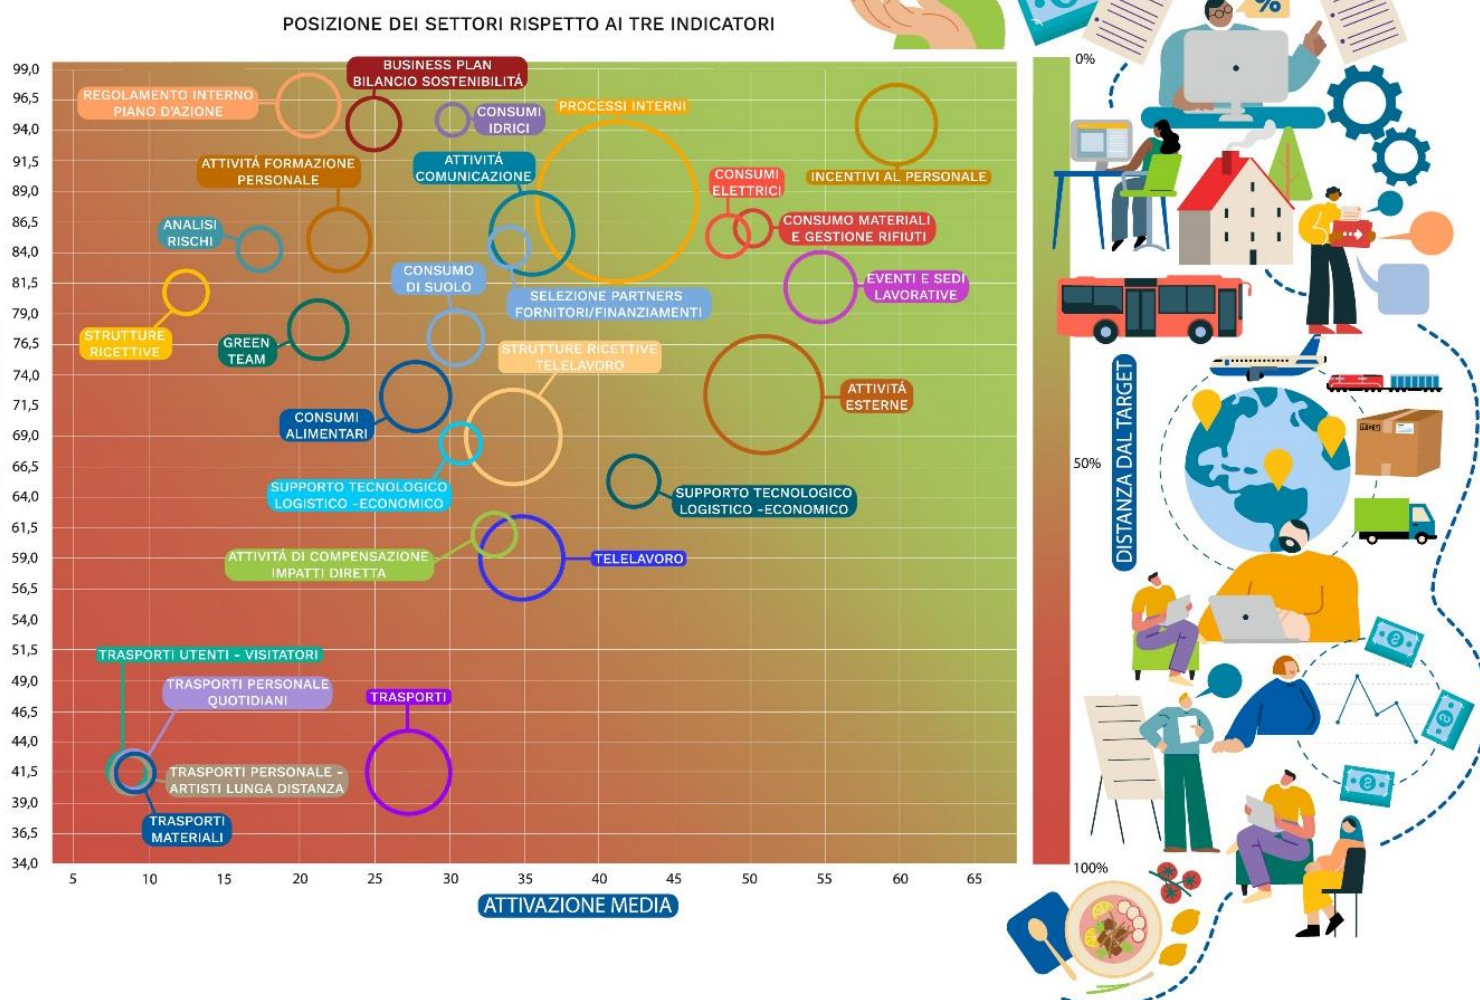 POSIZIONE DEI SETTORI RISPETTO AI TRE INDICATORI
%
99,0
96,5
94,0
91,5
89,0
86,5
84,0
81,5
79,0
76,5
74,0
71,5
69,0
66,5
64,0
61,5
59,0
56,5
54,0
51,5
49,0
46,5
44,0
41,5
39,0
36,5
34,0
BUSINESS PLAN
BILANCIO SOSTENIBILITÁ
REGOLAMENTO INTERNO
PIANO D'AZIONE
CONSUMI
IDRICI
PROCESSI INTERNI
ATTIVITÁ FORMAZIONE
PERSONALE
ATTIVITÁ
COMUNICAZIONE
CONSUMI
ELETTRICI
INCENTIVI AL PERSONALE
ANALISI
RISCHI
CONSUMO MATERIALI
E GESTIONE RIFIUTI
CONSUMO
DI SUOLO
SELEZIONE PARTNERS
FORNITORI/FINANZIAMENTI
EVENTI E SEDI
LAVORATIVE
STRUTTURE
RICETTIVE
GREEN
TEAM
STRUTTURE RICETTIVE
TELELAVORO
ATTIVITÁ
ESTERNE
CONSUMI
ALIMENTARI
SUPPORTO TECNOLOGICO
LOGISTICO -ECONOMICO
SUPPORTO TECNOLOGICO
LOGISTICO -ECONOMICO
ATTIVITÁ DI COMPENSAZIONE
IMPATTI DIRETTA
TELELAVORO
TRASPORTI UTENTI - VISITATORI
TRASPORTI PERSONALE
QUOTIDIANI
TRASPORTI
TRASPORTI PERSONALE -
ARTISTI LUNGA DISTANZA
TRASPORTI
MATERIALI
5 10 15 20 25 30 35 40 45 50 55 60 65
ATTIVAZIONE MEDIA
0%
50%
100%
DISTANZA DAL TARGET